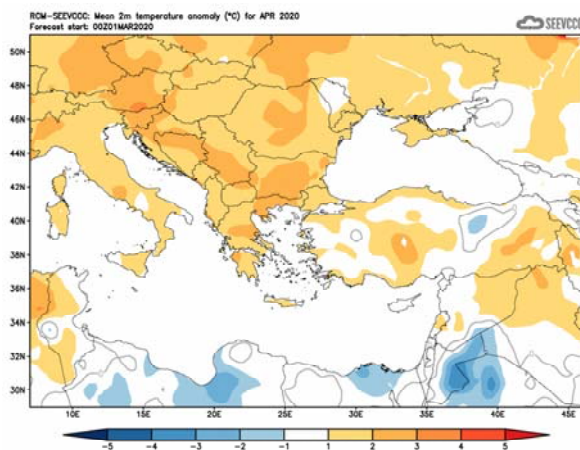 RCM-SEEVCCC: Mean 2m temperature anomaly (°C) for APR 2020
Forecast start: 00Z01MAR2020
SEEVCCC
50N
48N
46N
44N
42N
40N
38N
36N
34N
32N
30N
10E 15E 20E 25E 30E 35E 40E 45E
-5 -4 -3 -2 -1 1 2 3 4 5